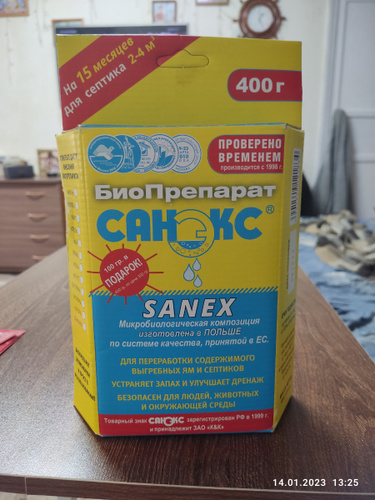 На 15 месяцев
для септика 2-4 м³
400 г
ПРОВЕРЕНО
ВРЕМЕНЕМ
производится с 1998 г
БиоПрепарат
САНЭКС®
100 гр. в
ПОДАРОК!
SANEX
Микробиологическая композиция
изготовлена в ПОЛЬШЕ
по системе качества, принятой в ЕС.
ДЛЯ ПЕРЕРАБОТКИ СОДЕРЖИМОГО
ВЫГРЕБНЫХ ЯМ И СЕПТИКОВ
УСТРАНЯЕТ ЗАПАХ И УЛУЧШАЕТ ДРЕНАЖ
БЕЗОПАСЕН ДЛЯ ЛЮДЕЙ, ЖИВОТНЫХ
И ОКРУЖАЮЩЕЙ СРЕДЫ
Товарный знак САНЭКС зарегистрирован РФ в 1999 г.
и принадлежит ЗАО «К&К»
14.01.2023 13:25